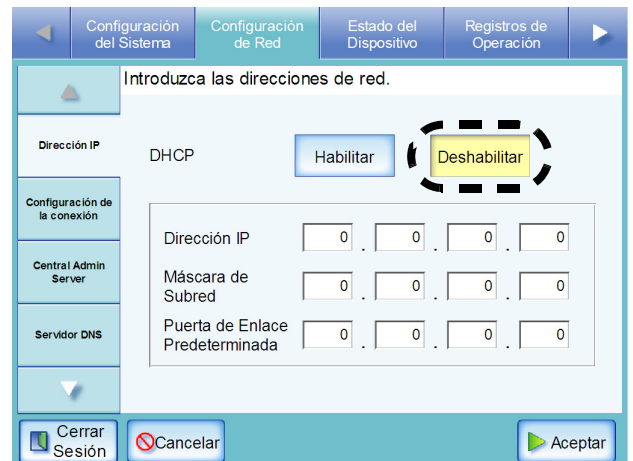 Configuración
del Sistema
Configuración
de Red
Estado del
Dispositivo
Registros de
Operación
Introduzca las direcciones de red.
Dirección IP
Configuración de
la conexión
Central Admin
Server
Servidor DNS
DHCP
Habilitar
Deshabilitar
Dirección IP
0 . 0 . 0 . 0
Máscara de
Subred
0 . 0 . 0 . 0
Puerta de Enlace
Predeterminada
0 . 0 . 0 . 0
Cerrar
Sesión
Cancelar
Aceptar